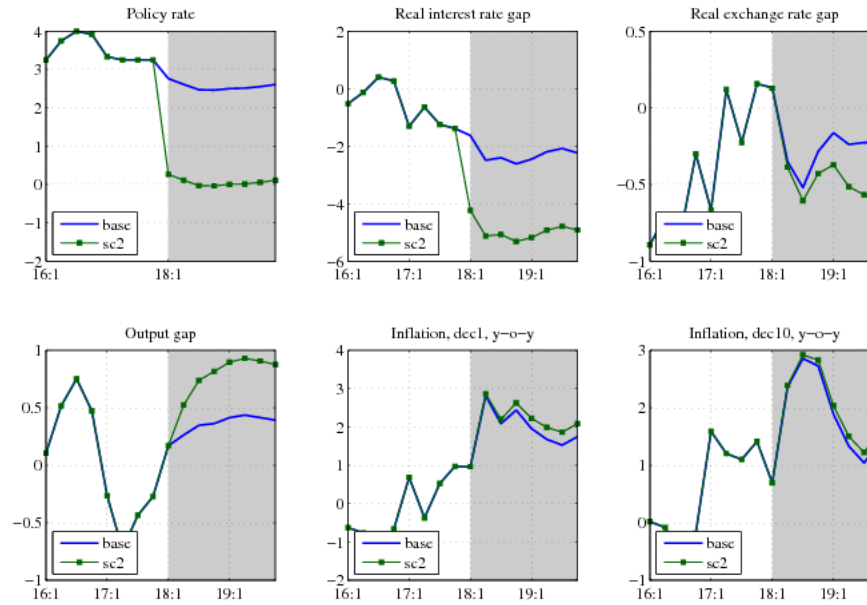 Policy rate
4
3
2
1
0
−1
−2
base
sc2
16:1 17:1 18:1
Real interest rate gap
2
0
−2
−4
−6
base
sc2
16:1 17:1 18:1 19:1
Real exchange rate gap
0.5
0
−0.5
−1
base
sc2
16:1 17:1 18:1 19:1
Output gap
1
0.5
0
−0.5
−1
base
sc2
16:1 17:1 18:1 19:1
Inflation, dec1, y−o−y
4
3
2
1
0
−1
−2
base
sc2
16:1 17:1 18:1 19:1
Inflation, dec10, y−o−y
3
2
1
0
−1
base
sc2
16:1 17:1 18:1 19:1